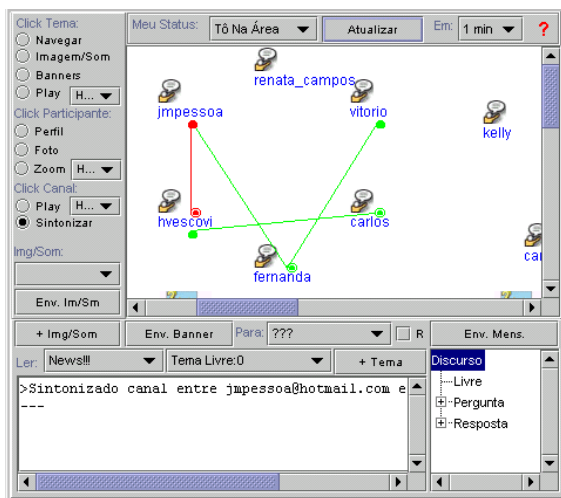 Click Tema:
Navegar
Imagem/Som
Banners
Play H...
Click Participante:
Perfil
Foto
Zoom H...
Click Canal:
Play H...
Sintonizar
Img/Som:
Env. Im/Sm
Meu Status: Tô Na Área Atualizar Em: 1 min ?
renata_campos
jmpessoa vitorio
kelly
hvescovi carlos
car
fernanda
+ Img/Som Env. Banner Para: ??? R Env. Mens.
Ler: News!!! Tema Livre:0 + Tema
>Sintonizado canal entre jmpessoa@hotmail.com e
---
Discurso
Livre
Pergunta
Resposta